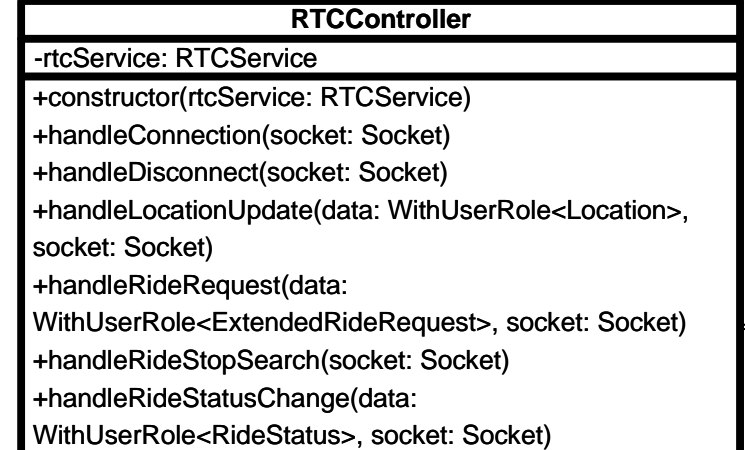 RTCController
-rtcService: RTCService
+constructor(rtcService: RTCService)
+handleConnection(socket: Socket)
+handleDisconnect(socket: Socket)
+handleLocationUpdate(data: WithUserRole<Location>,
socket: Socket)
+handleRideRequest(data:
WithUserRole<ExtendedRideRequest>, socket: Socket)
+handleRideStopSearch(socket: Socket)
+handleRideStatusChange(data:
WithUserRole<RideStatus>, socket: Socket)